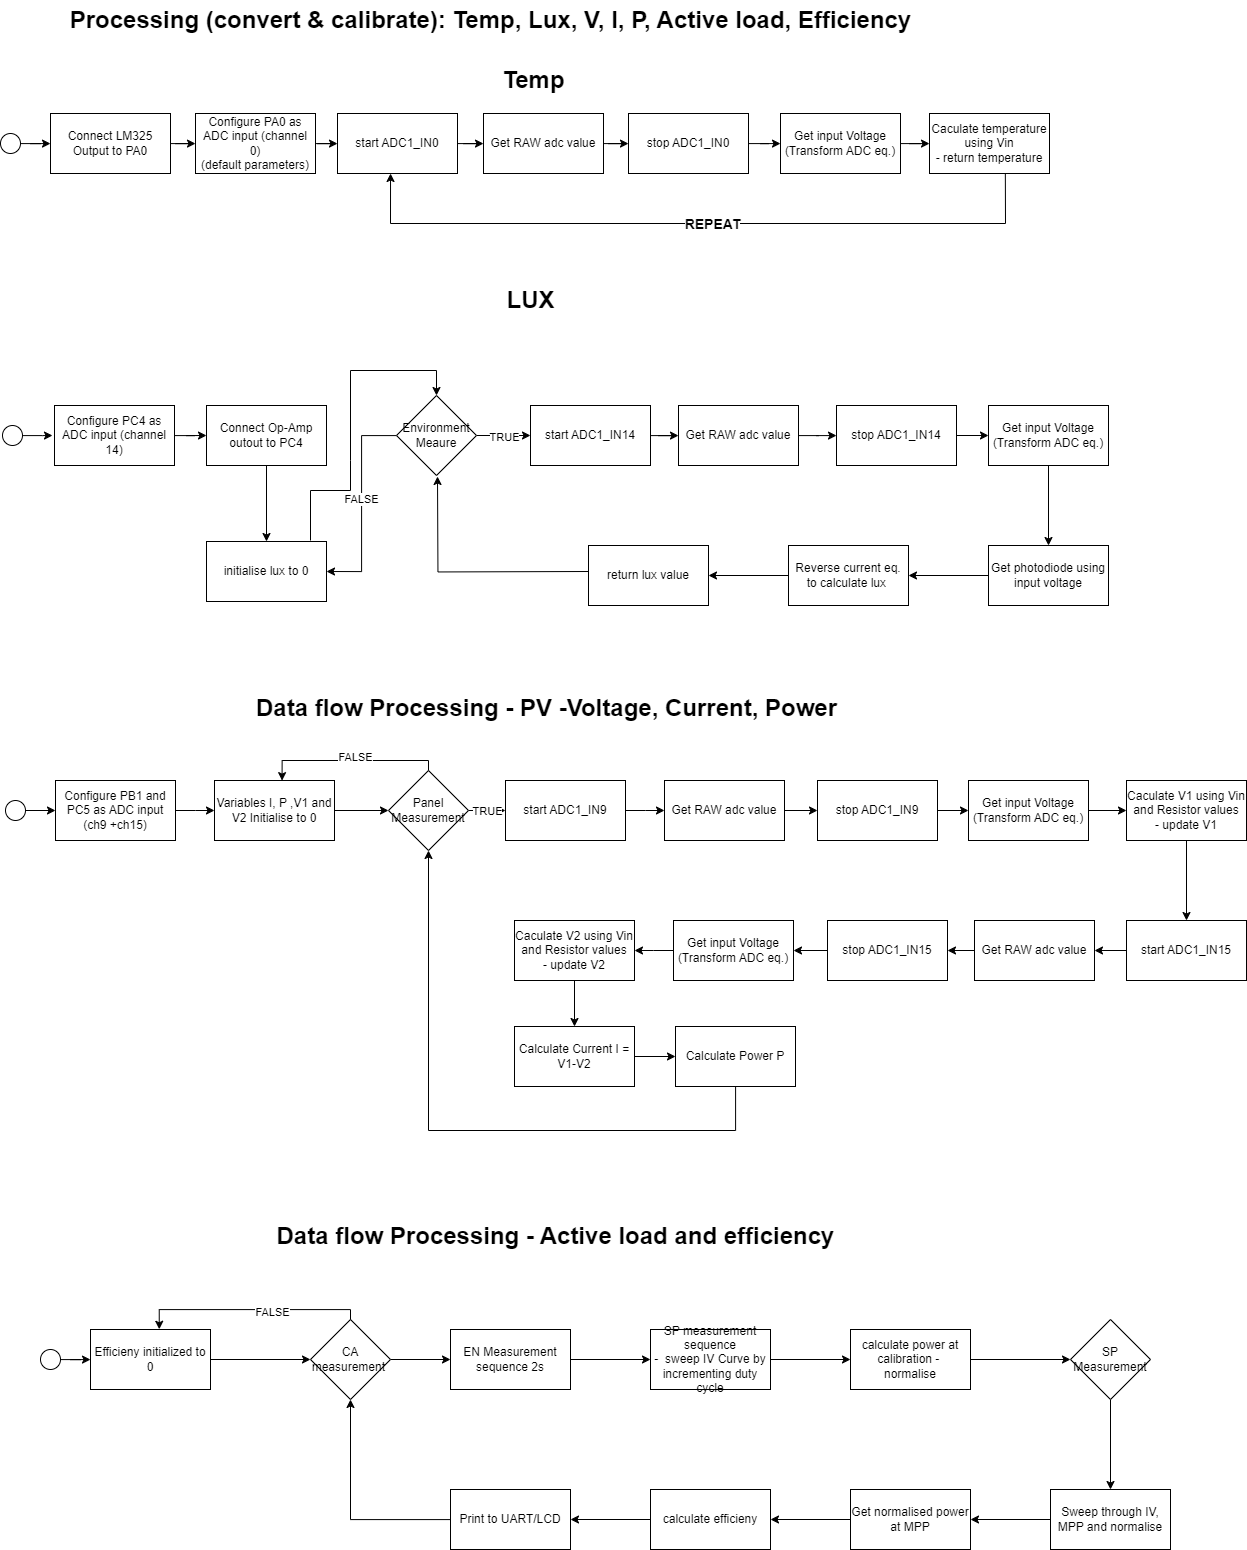 Processing (convert & calibrate): Temp, Lux, V, I, P, Active load, Efficiency
Temp
Connect LM325
Output to PA0
Configure PA0 as
ADC input (channel
0)
(default parameters)
start ADC1_IN0
Get RAW adc value
stop ADC1_IN0
Get input Voltage
(Transform ADC eq.)
Caculate temperature
using Vin
- return temperature
REPEAT
LUX
Configure PC4 as
ADC input (channel
14)
Connect Op-Amp
outout to PC4
Environment
Meaure
TRUE
start ADC1_IN14
Get RAW adc value
stop ADC1_IN14
Get input Voltage
(Transform ADC eq.)
FALSE
initialise lux to 0
return lux value
Reverse current eq.
to calculate lux
Get photodiode using
input voltage
Data flow Processing - PV -Voltage, Current, Power
FALSE
Configure PB1 and
PC5 as ADC input
(ch9 +ch15)
Variables I, P ,V1 and
V2 Initialise to 0
Panel
Measurement
TRUE
start ADC1_IN9
Get RAW adc value
stop ADC1_IN9
Get input Voltage
(Transform ADC eq.)
Caculate V1 using Vin
and Resistor values
- update V1
Caculate V2 using Vin
and Resistor values
- update V2
Get input Voltage
(Transform ADC eq.)
stop ADC1_IN15
Get RAW adc value
start ADC1_IN15
Calculate Current I =
V1-V2
Calculate Power P
Data flow Processing - Active load and efficiency
FALSE
Efficieny initialized to
0
CA
measurement
EN Measurement
sequence 2s
SP measurement
sequence
- sweep IV Curve by
incrementing duty
cycle
calculate power at
calibration -
normalise
SP
Measurement
Print to UART/LCD
calculate efficieny
Get normalised power
at MPP
Sweep through IV,
MPP and normalise